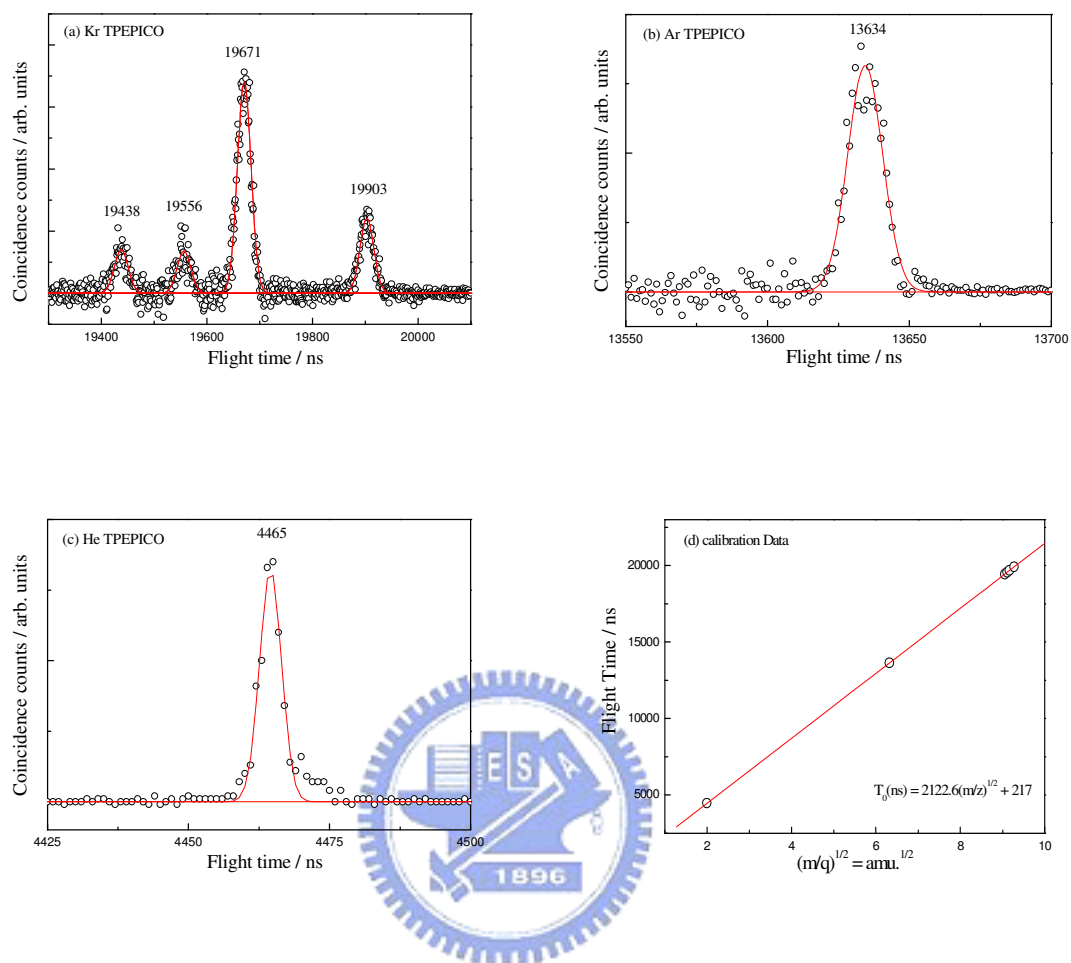 (a) Kr TPEPICO
19671
19438
19556
19903
Coincidence counts / arb. units
19400
19600
19800
20000
Flight time / ns
(b) Ar TPEPICO
13634
Coincidence counts / arb. units
13550
13600
13650
13700
Flight time / ns
(c) He TPEPICO
4465
Coincidence counts / arb. units
4425
4450
4475
4500
Flight time / ns
(d) calibration Data
20000
15000
10000
5000
Flight Time / ns
T₀(ns) = 2122.6(m/z)^1/2 + 217
2
4
6
8
10
(m/q)^1/2 = amu.^1/2
E S A
1896